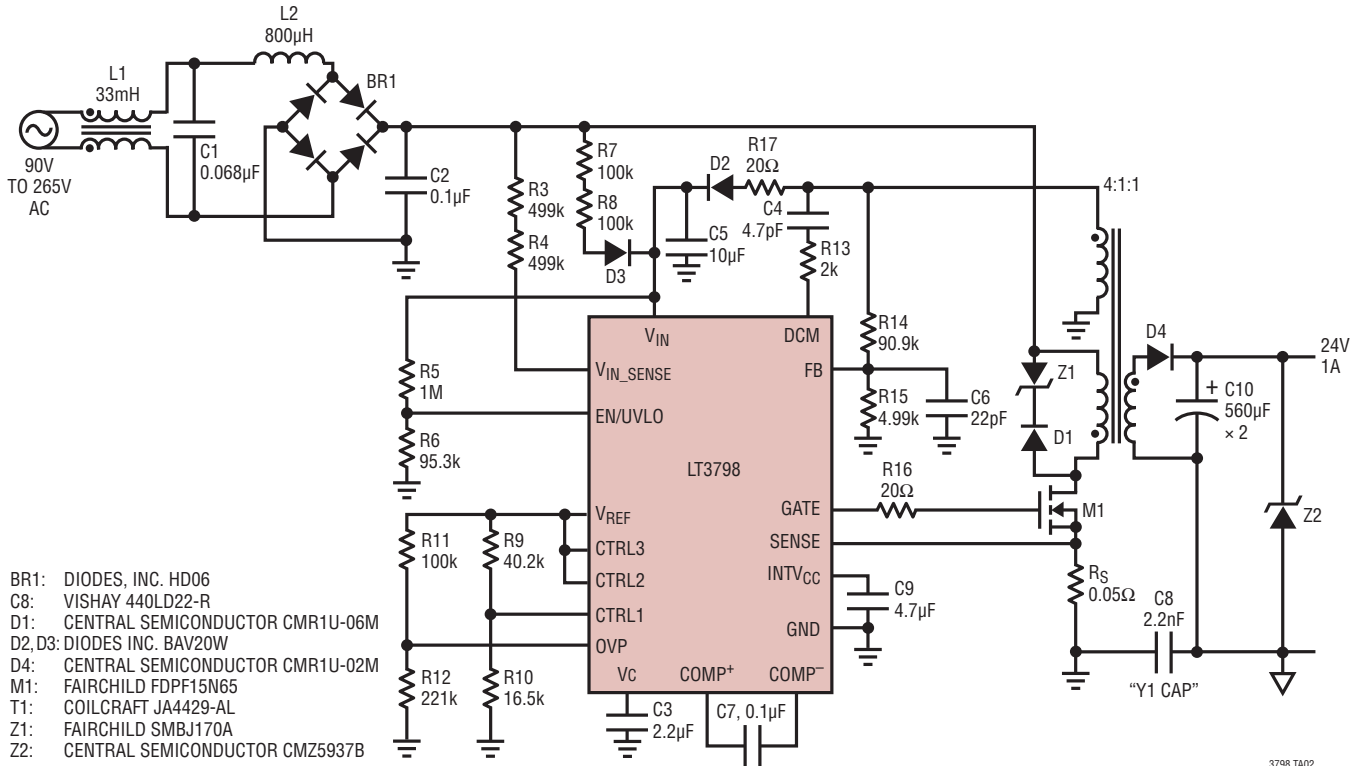 L2
800µH
BR1
L1
33mH
C1
0.068µF
90V
TO 265V
AC
C2
0.1µF
R3
499k
R4
499k
R7
100k
R8
100k
D3
D2
R17
20Ω
C5
10µF
C4
4.7pF
R13
2k
4:1:1
R14
90.9k
R15
4.99k
C6
22pF
Z1
D1
D4
24V
1A
+ C10
560µF
× 2
Z2
R5
1M
R6
95.3k
VIN
DCM
VIN_SENSE
FB
EN/UVLO
LT3798
VREF
GATE
CTRL3
SENSE
CTRL2
INTVCC
CTRL1
GND
OVP
VC
COMP+
COMP−
R16
20Ω
M1
RS
0.05Ω
C9
4.7µF
C8
2.2nF
“Y1 CAP”
R11
100k
R9
40.2k
R12
221k
R10
16.5k
C3
2.2µF
C7, 0.1µF
BR1: DIODES, INC. HD06
C8: VISHAY 440LD22-R
D1: CENTRAL SEMICONDUCTOR CMR1U-06M
D2,D3: DIODES INC. BAV20W
D4: CENTRAL SEMICONDUCTOR CMR1U-02M
M1: FAIRCHILD FDPF15N65
T1: COILCRAFT JA4429-AL
Z1: FAIRCHILD SMBJ170A
Z2: CENTRAL SEMICONDUCTOR CMZ5937B
3798 TA02